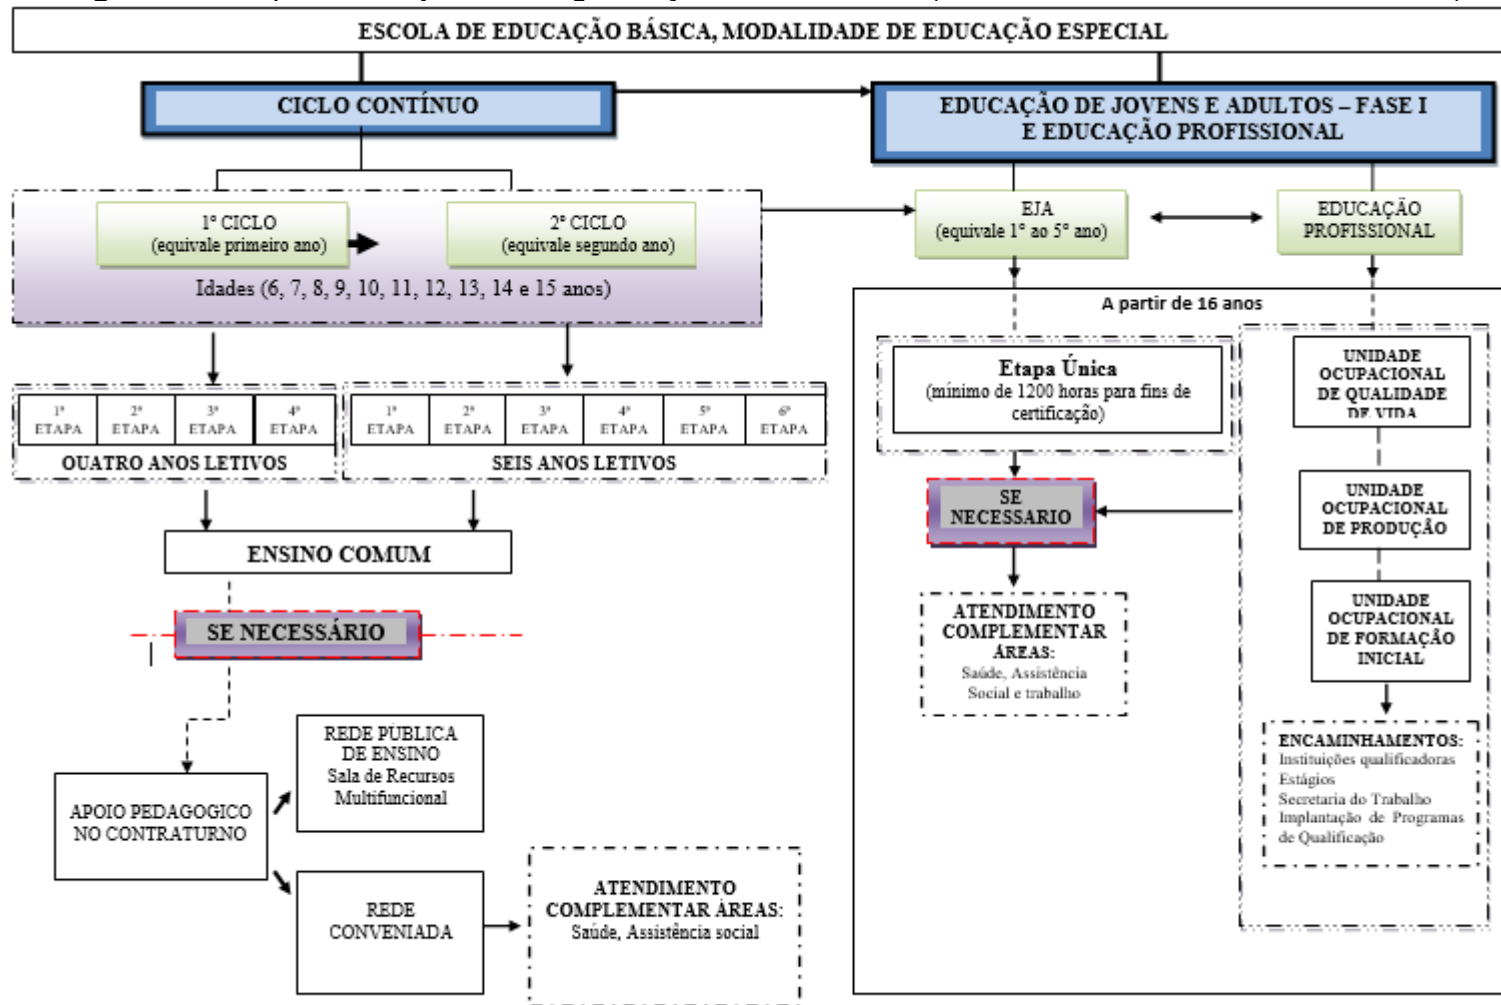 ESCOLA DE EDUCAÇÃO BÁSICA, MODALIDADE DE EDUCAÇÃO ESPECIAL
CICLO CONTÍNUO
EDUCAÇÃO DE JOVENS E ADULTOS – FASE I
E EDUCAÇÃO PROFISSIONAL
1º CICLO
(equivale primeiro ano)
2º CICLO
(equivale segundo ano)
Idades (6, 7, 8, 9, 10, 11, 12, 13, 14 e 15 anos)
EJA
(equivale 1° ao 5° ano)
EDUCAÇÃO
PROFISSIONAL
1ª
ETAPA
2ª
ETAPA
3ª
ETAPA
4ª
ETAPA
QUATRO ANOS LETIVOS
1ª
ETAPA
2ª
ETAPA
3ª
ETAPA
4ª
ETAPA
5ª
ETAPA
6ª
ETAPA
SEIS ANOS LETIVOS
ENSINO COMUM
SE NECESSÁRIO
APOIO PEDAGOGICO
NO CONTRATURNO
REDE PÚBLICA
DE ENSINO
Sala de Recursos
Multifuncional
REDE
CONVENIADA
ATENDIMENTO
COMPLEMENTAR ÁREAS:
Saúde, Assistência social
A partir de 16 anos
Etapa Única
(mínimo de 1200 horas para fins de
certificação)
SE
NECESSARIO
ATENDIMENTO
COMPLEMENTAR
ÁREAS:
Saúde, Assistência
Social e trabalho
UNIDADE
OCUPACIONAL
DE QUALIDADE
DE VIDA
UNIDADE
OCUPACIONAL
DE PRODUÇÃO
UNIDADE
OCUPACIONAL
DE FORMAÇÃO
INICIAL
ENCAMINHAMENTOS:
Instituições qualificadoras
Estágios
Secretaria do Trabalho
Implantação de Programas
de Qualificação